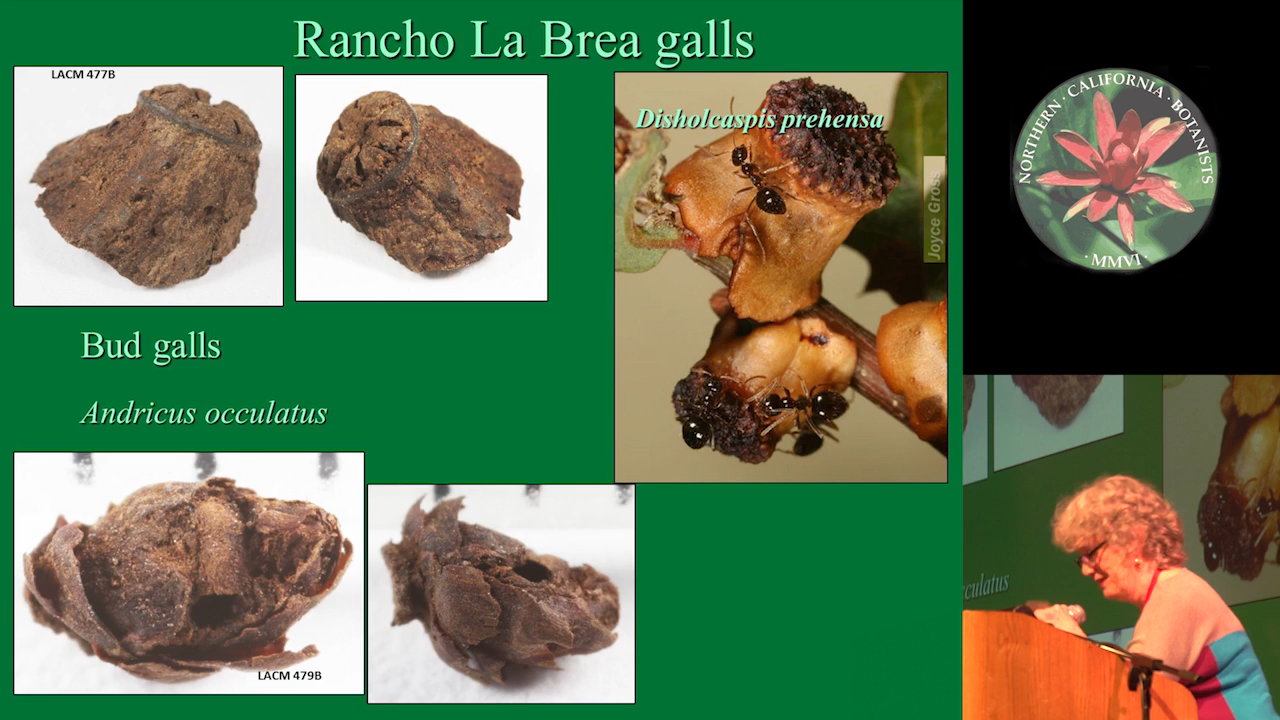 Rancho La Brea galls
LACM 477B
Disholcaspis prehensa
Joyce Gross
Bud galls
Andricus occulatus
LACM 479B
NORTHERN · CALIFORNIA · BOTANISTS
· MMVI ·
culatus